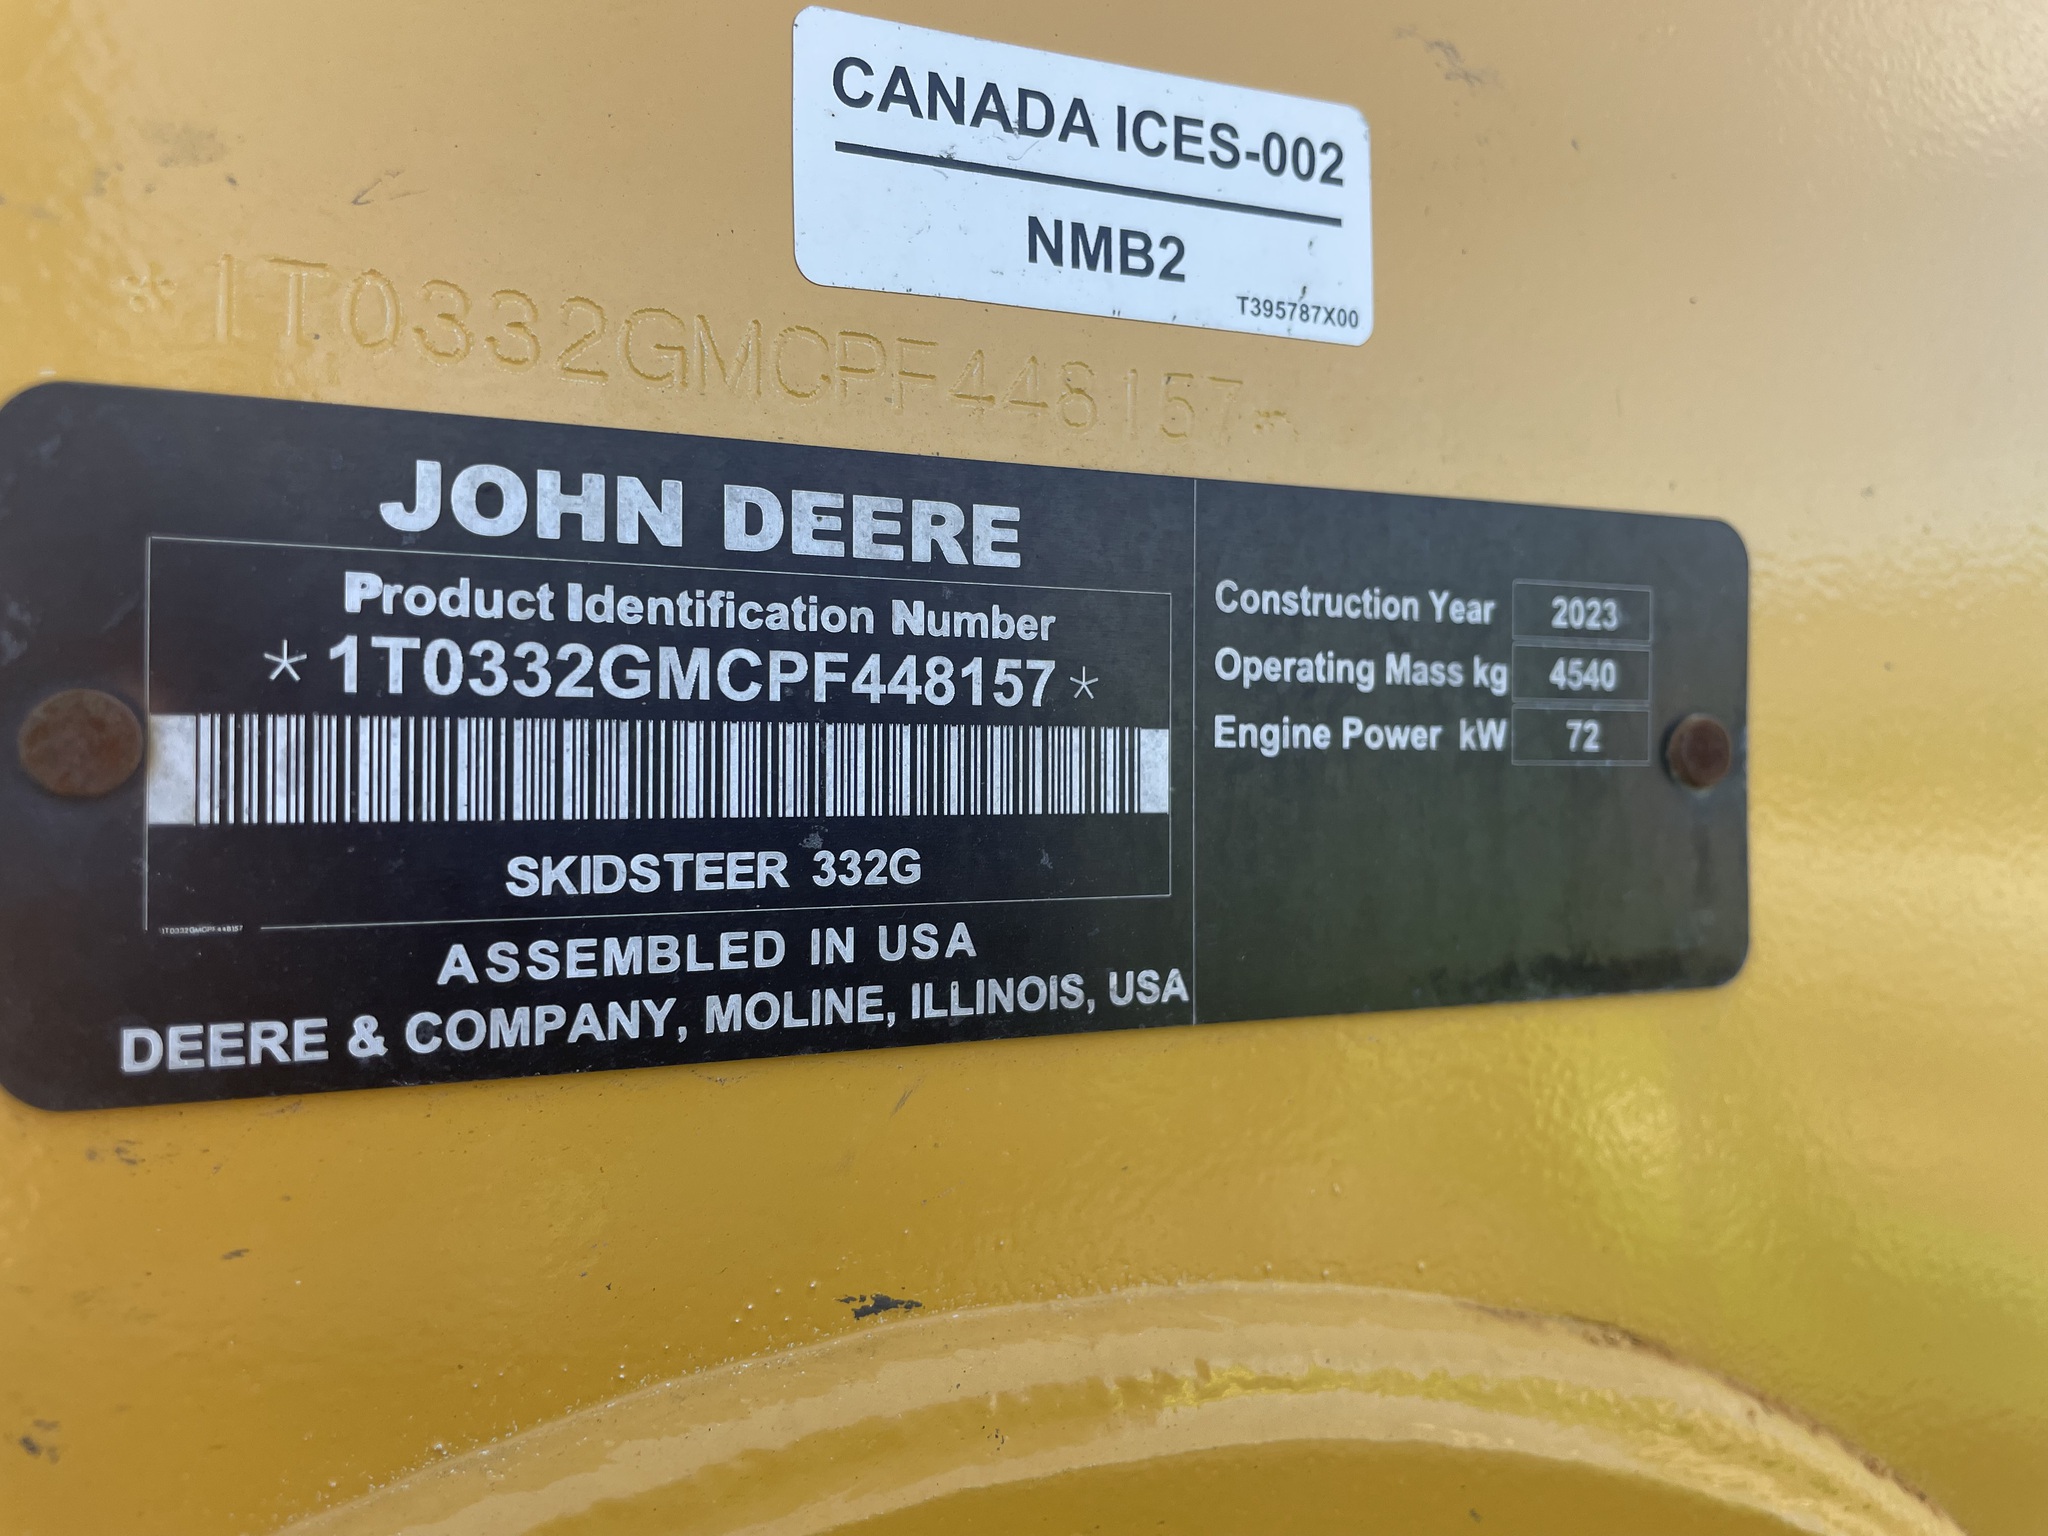 CANADA ICES-002
NMB2
T395787X00
*1T0332GMCPF448157*
JOHN DEERE
Product Identification Number
*1T0332GMCPF448157*
SKIDSTEER 332G
1T0332GMCPF448157
ASSEMBLED IN USA
DEERE & COMPANY, MOLINE, ILLINOIS, USA
Construction Year 2023
Operating Mass kg 4540
Engine Power kW 72